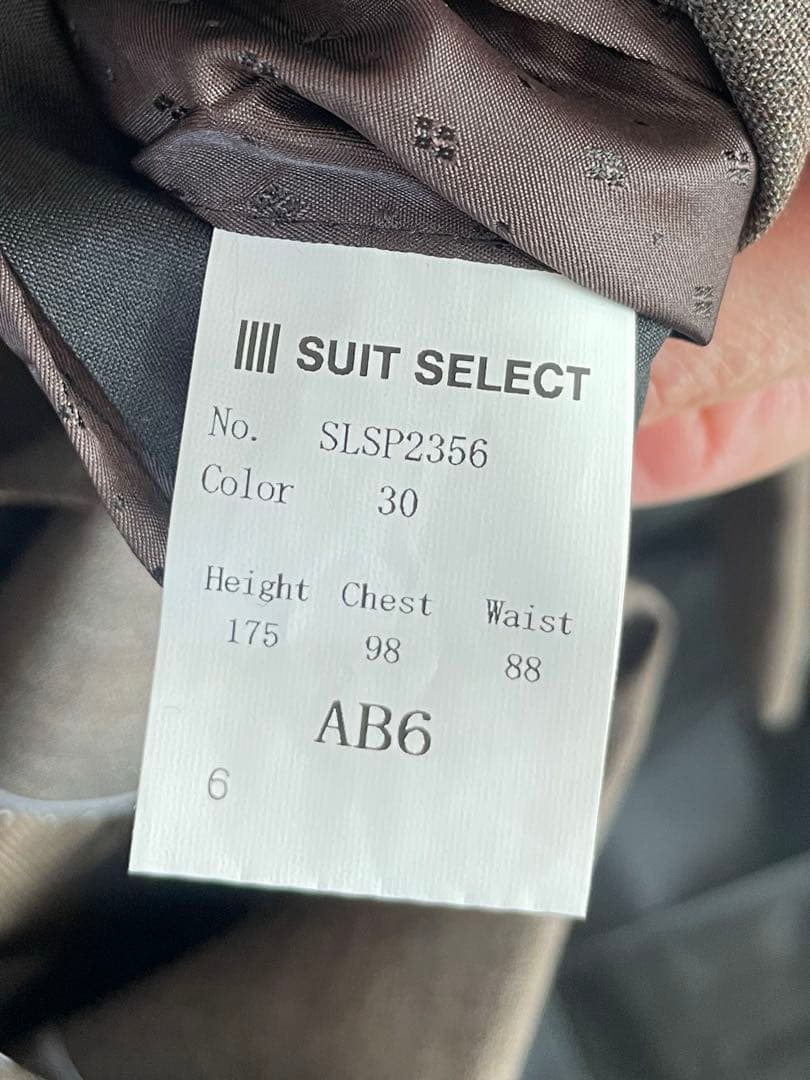 SUIT SELECT
No. SLSP2356
Color 30
Height Chest Waist
175 98 88
AB6
6